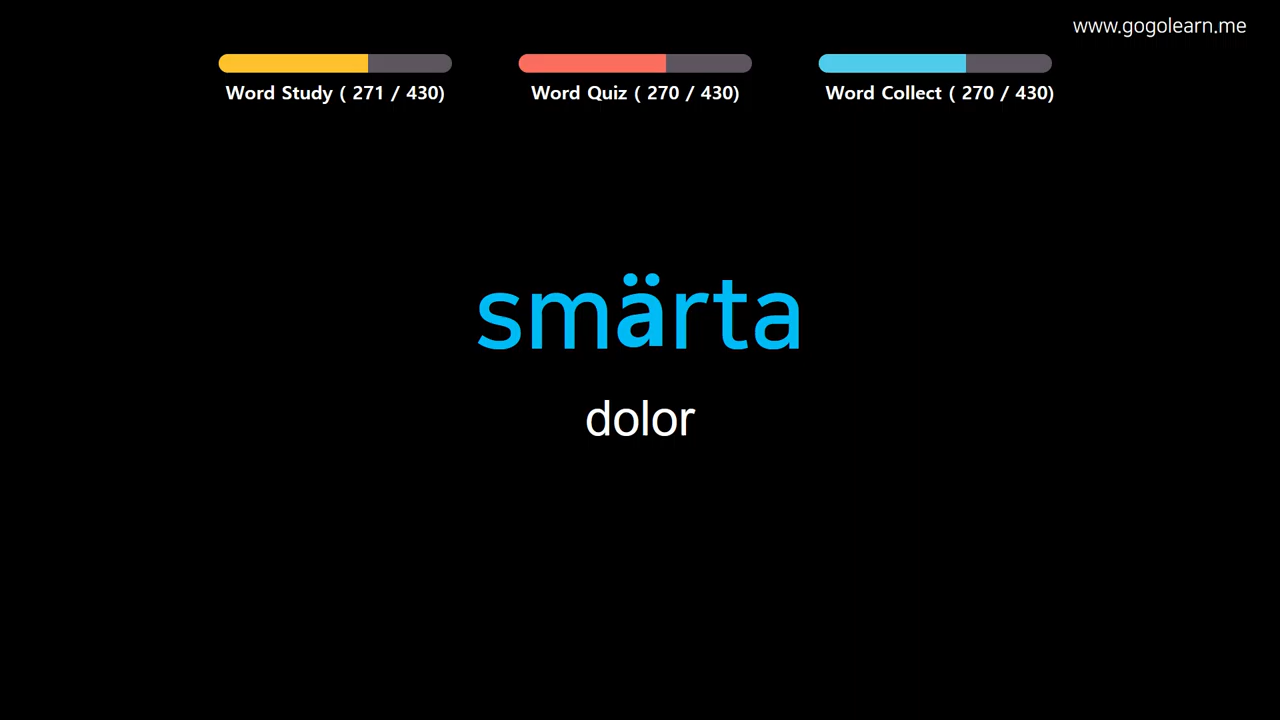 www.gogolearn.me
Word Study ( 271 / 430)
Word Quiz ( 270 / 430)
Word Collect ( 270 / 430)
smärta
dolor